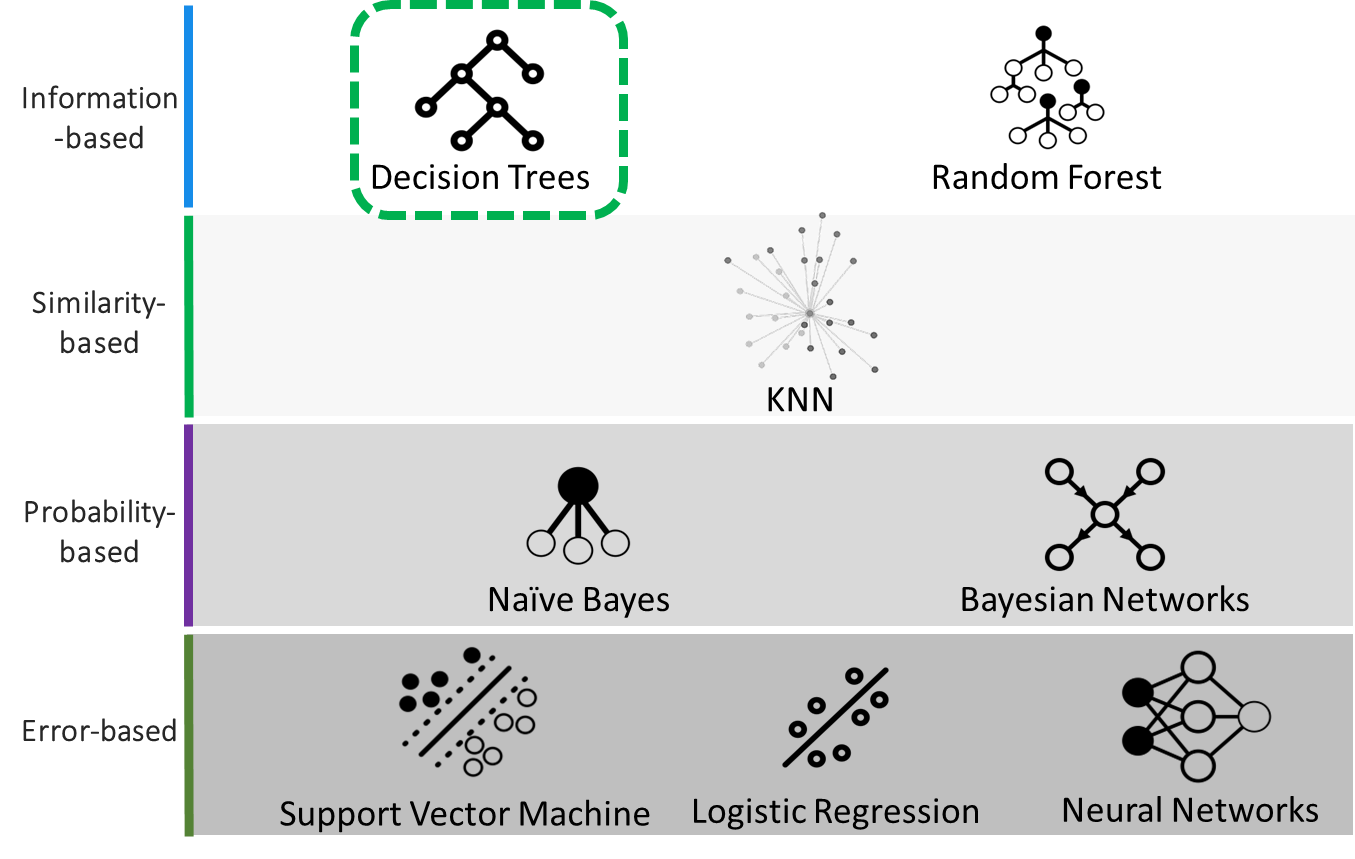 Information
-based
Decision Trees
Random Forest
Similarity-
based
KNN
Probability-
based
Naïve Bayes
Bayesian Networks
Error-based
Support Vector Machine
Logistic Regression
Neural Networks